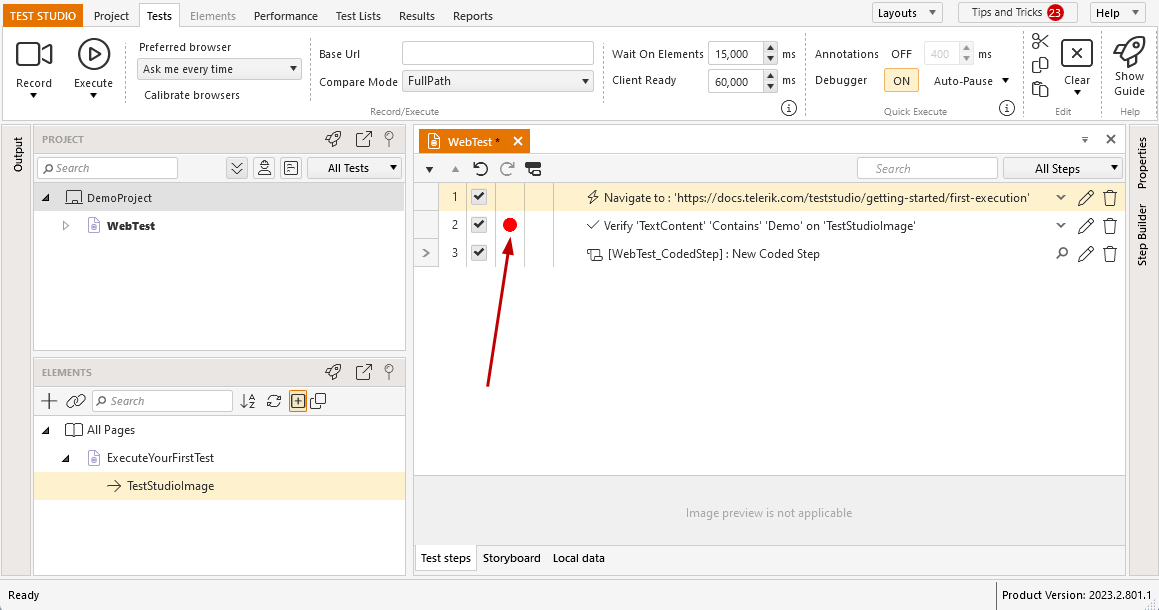 TEST STUDIO Project Tests Elements Performance Test Lists Results Reports Layouts Tips and Tricks 23 Help
Record
Execute
Preferred browser
Ask me every time
Calibrate browsers
Base Url
Compare Mode FullPath
Record/Execute
Wait On Elements 15,000 ms
Client Ready 60,000 ms
Annotations OFF 400 ms
Debugger ON Auto-Pause
Quick Execute
Clear
Edit
Show
Guide
Help
Output
PROJECT
Search All Tests
DemoProject
WebTest
ELEMENTS
Search
All Pages
ExecuteYourFirstTest
TestStudioImage
WebTest *
Search All Steps
1 Navigate to : 'https://docs.telerik.com/teststudio/getting-started/first-execution'
2 Verify 'TextContent' 'Contains' 'Demo' on 'TestStudioImage'
3 [WebTest_CodedStep] : New Coded Step
Image preview is not applicable
Test steps Storyboard Local data
Properties
Step Builder
Ready
Product Version: 2023.2.801.1